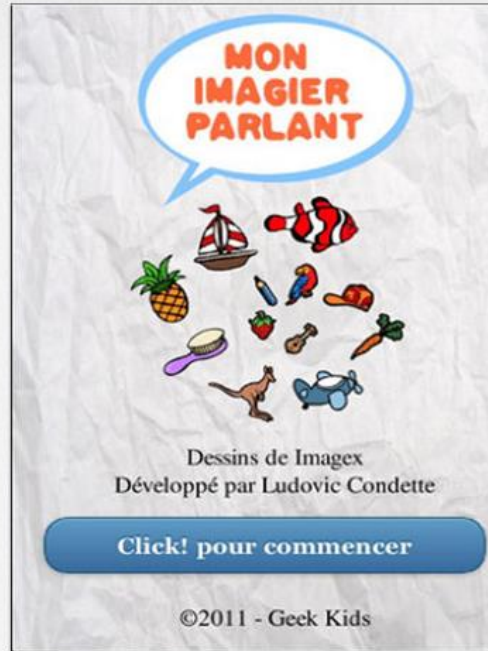 MON
IMAGIER
PARLANT
Dessins de Imagex
Développé par Ludovic Condette
Click! pour commencer
©2011 - Geek Kids